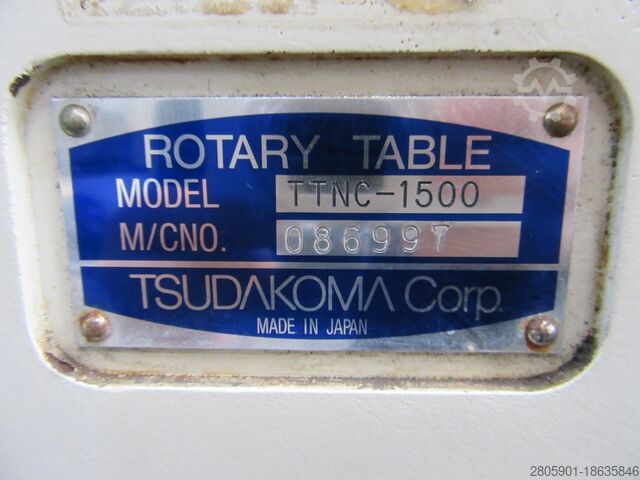 ROTARY TABLE
MODEL TTNC-1500
M/CNO. 086997
TSUDAKOMA Corp.
MADE IN JAPAN
2805901-18635846